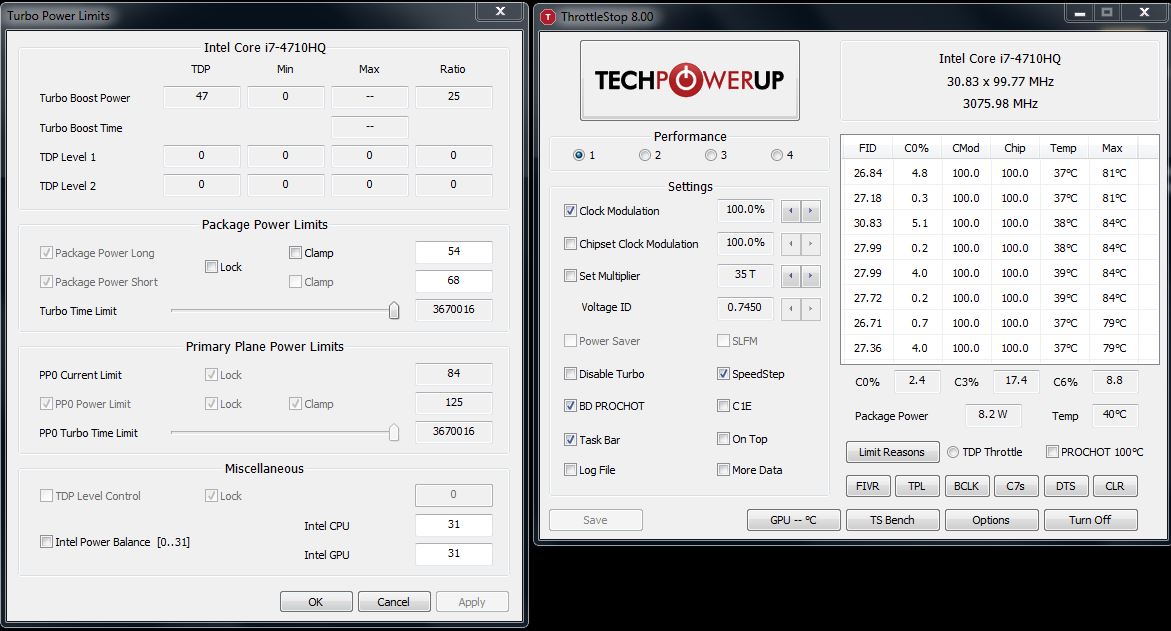 Turbo Power Limits
X
Intel Core i7-4710HQ
TDP Min Max Ratio
Turbo Boost Power 47 0 -- 25
Turbo Boost Time --
TDP Level 1 0 0 0 0
TDP Level 2 0 0 0 0
Package Power Limits
Package Power Long Clamp 54
Lock
Package Power Short Clamp 68
Turbo Time Limit 3670016
Primary Plane Power Limits
PP0 Current Limit Lock 84
PP0 Power Limit Lock Clamp 125
PP0 Turbo Time Limit 3670016
Miscellaneous
TDP Level Control Lock 0
Intel CPU 31
Intel Power Balance [0..31]
Intel GPU 31
OK Cancel Apply
T ThrottleStop 8.00
X
TECHPOWERUP
Intel Core i7-4710HQ
30.83 x 99.77 MHz
3075.98 MHz
Performance
1 2 3 4
Settings
Clock Modulation 100.0%
Chipset Clock Modulation 100.0%
Set Multiplier 35 T
Voltage ID 0.7450
Power Saver SLFM
Disable Turbo SpeedStep
BD PROCHOT C1E
Task Bar On Top
Log File More Data
Save
FID C0% CMod Chip Temp Max
26.84 4.8 100.0 100.0 37°C 81°C
27.18 0.3 100.0 100.0 37°C 81°C
30.83 5.1 100.0 100.0 38°C 84°C
27.99 0.2 100.0 100.0 38°C 84°C
27.99 4.0 100.0 100.0 39°C 84°C
27.72 0.2 100.0 100.0 39°C 84°C
26.71 0.7 100.0 100.0 37°C 79°C
27.36 4.0 100.0 100.0 37°C 79°C
C0% 2.4 C3% 17.4 C6% 8.8
Package Power 8.2 W Temp 40°C
Limit Reasons TDP Throttle PROCHOT 100°C
FIVR TPL BCLK C7s DTS CLR
GPU -- °C TS Bench Options Turn Off